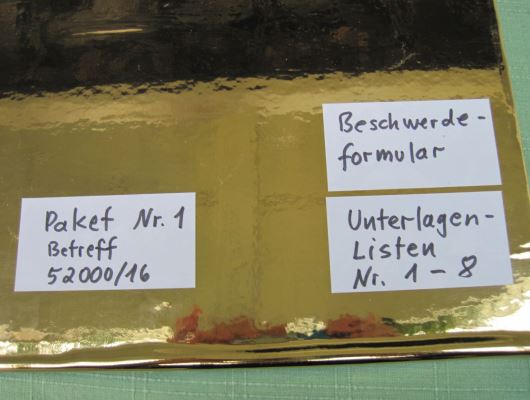 Paket Nr. 1
Betreff
52000/16
Beschwerde-
formular
Unterlagen-
Listen
Nr. 1 - 8